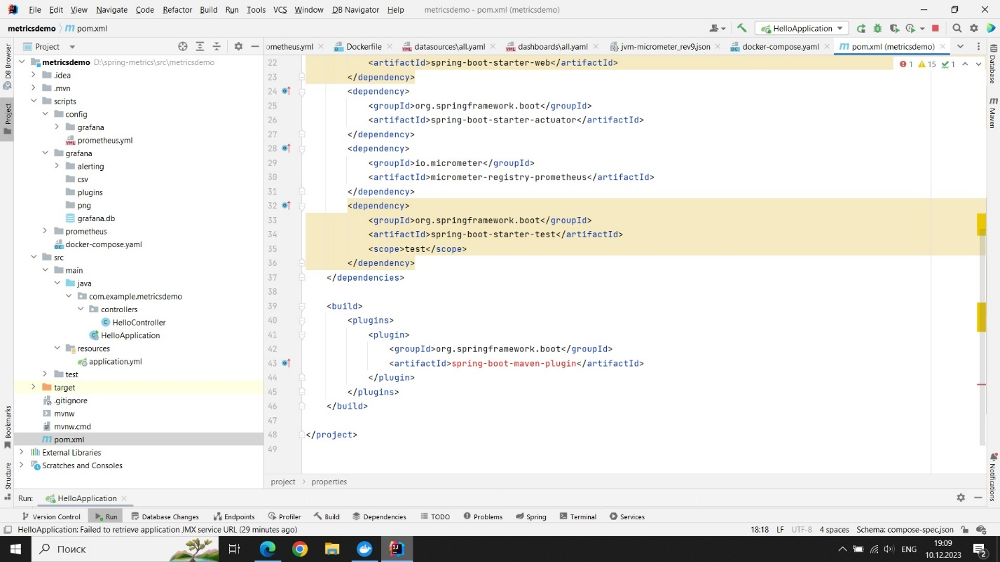 File Edit View Navigate Code Refactor Build Run Tools VCS Window DB Navigator Help metricsdemo - pom.xml (metricsdemo)
metricsdemo pom.xml HelloApplication
Project
ometheus.yml Dockerfile datasources\all.yaml dashboards\all.yaml jvm-micrometer_rev9.json docker-compose.yaml pom.xml (metricsdemo)
DB Browser
Project
Bookmarks
Structure
metricsdemo D:\spring-metrics\src\metricsdemo
.idea
.mvn
scripts
config
grafana
prometheus.yml
grafana
alerting
csv
plugins
png
grafana.db
prometheus
docker-compose.yaml
src
main
java
com.example.metricsdemo
controllers
HelloController
HelloApplication
resources
application.yml
test
target
.gitignore
mvnw
mvnw.cmd
pom.xml
External Libraries
Scratches and Consoles
1 15 1
22 <artifactId>spring-boot-starter-web</artifactId>
23 </dependency>
24 <dependency>
25 <groupId>org.springframework.boot</groupId>
26 <artifactId>spring-boot-starter-actuator</artifactId>
27 </dependency>
28 <dependency>
29 <groupId>io.micrometer</groupId>
30 <artifactId>micrometer-registry-prometheus</artifactId>
31 </dependency>
32 <dependency>
33 <groupId>org.springframework.boot</groupId>
34 <artifactId>spring-boot-starter-test</artifactId>
35 <scope>test</scope>
36 </dependency>
37 </dependencies>
38
39 <build>
40 <plugins>
41 <plugin>
42 <groupId>org.springframework.boot</groupId>
43 <artifactId>spring-boot-maven-plugin</artifactId>
44 </plugin>
45 </plugins>
46 </build>
47
48 </project>
49
project properties
Database
Maven
Notifications
Run: HelloApplication
Version Control Run Database Changes Endpoints Profiler Build Dependencies TODO Problems Spring Terminal Services
HelloApplication: Failed to retrieve application JMX service URL (29 minutes ago) 18:18 LF UTF-8 4 spaces Schema: compose-spec.json
Поиск ENG 19:09
10.12.2023 2